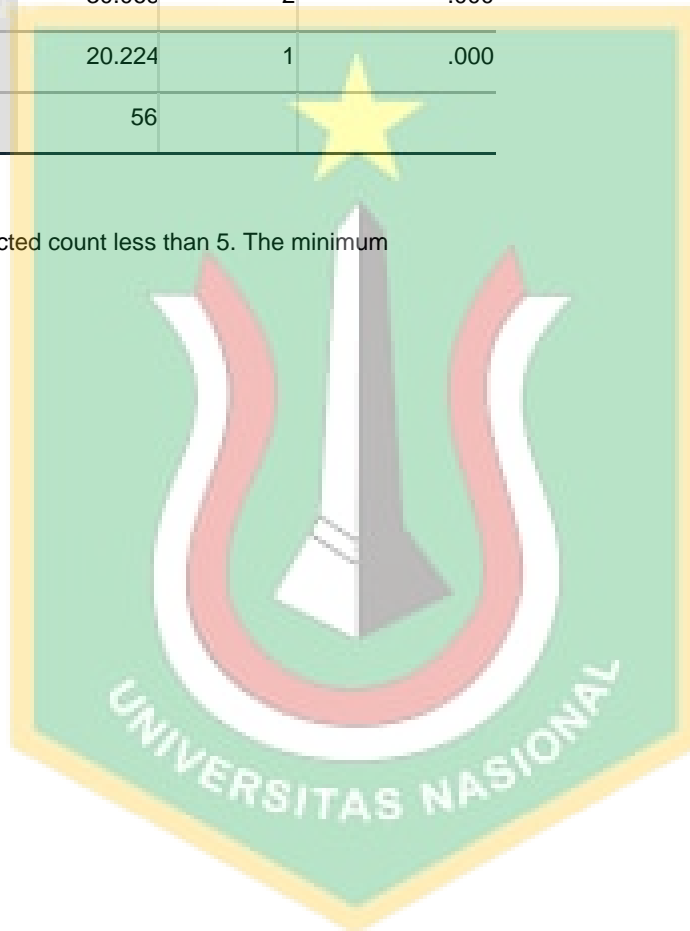 20.224 1 .000
56
cted count less than 5. The minimum
UNIVERSITAS NASIONAL